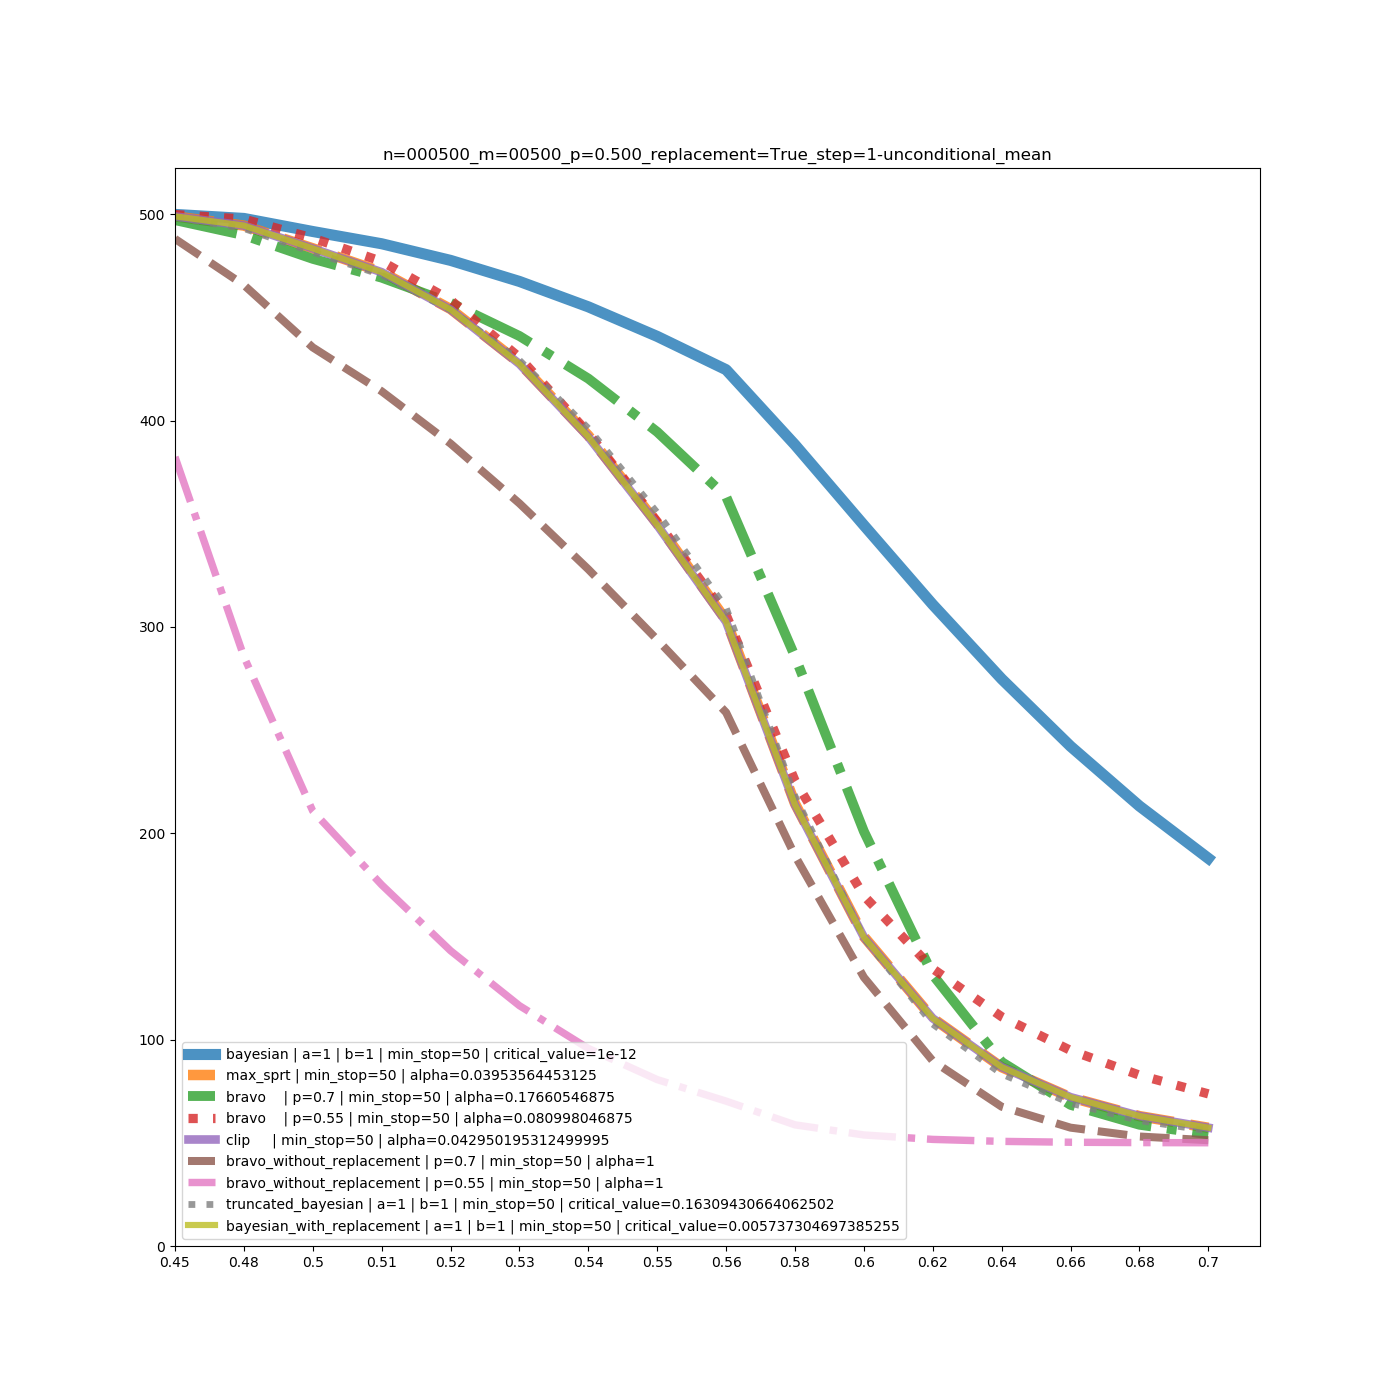 n=000500_m=00500_p=0.500_replacement=True_step=1-unconditional_mean
500
400
300
200
100
0
bayesian | a=1 | b=1 | min_stop=50 | critical_value=1e-12
max_sprt | min_stop=50 | alpha=0.03953564453125
bravo    | p=0.7 | min_stop=50 | alpha=0.17660546875
bravo    | p=0.55 | min_stop=50 | alpha=0.080998046875
clip     | min_stop=50 | alpha=0.042950195312499995
bravo_without_replacement | p=0.7 | min_stop=50 | alpha=1
bravo_without_replacement | p=0.55 | min_stop=50 | alpha=1
truncated_bayesian | a=1 | b=1 | min_stop=50 | critical_value=0.16309430664062502
bayesian_with_replacement | a=1 | b=1 | min_stop=50 | critical_value=0.005737304697385255
0.45 0.48 0.5 0.51 0.52 0.53 0.54 0.55 0.56 0.58 0.6 0.62 0.64 0.66 0.68 0.7